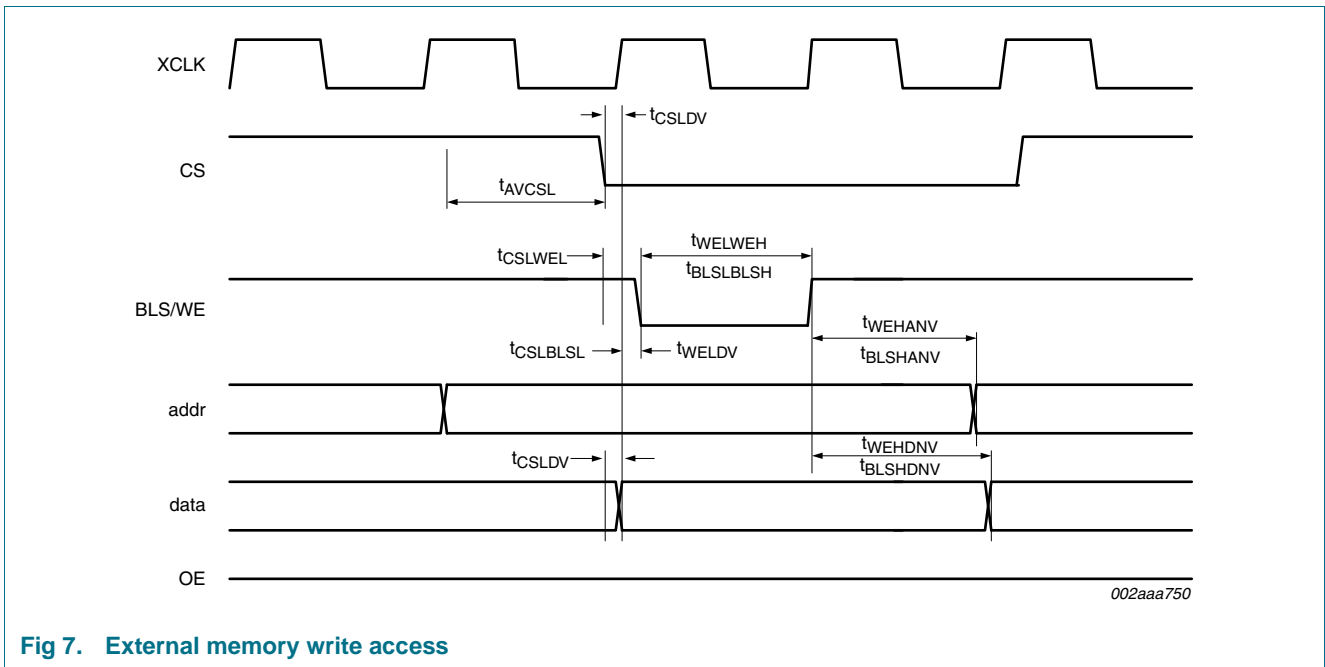 XCLK
tCSLDV
CS
tAVCSL
tCSLWEL
tWELWEH
tBLSLBLSH
BLS/WE
tWEHANV
tCSLBLSL
tWELDV
tBLSHANV
addr
tWEHDNV
tCSLDV
tBLSHDNV
data
OE
002aaa750
Fig 7. External memory write access